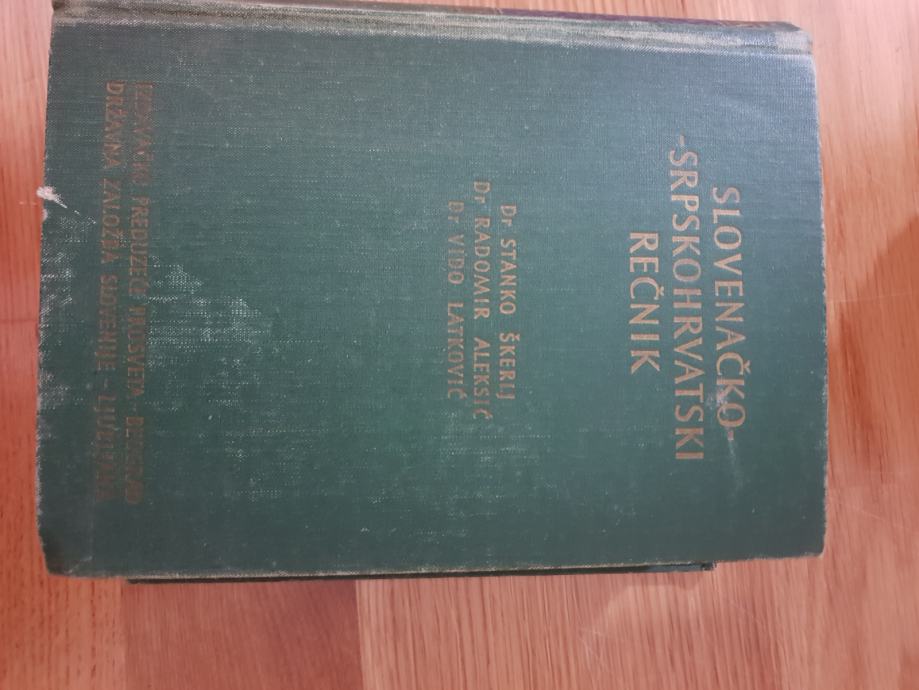 SLOVENAČKO-
-SRPSKOHRVATSKI
REČNIK
Dr STANKO ŠKERIJ
Dr RADOMIR ALEKSIĆ
Dr VIDO LATKOVIĆ
IZDAVAČKO PREDUZEĆE PROSVETA - BEOGRAD
DRŽAVNA ZALOŽBA SLOVENIJE - LJUBLJANA